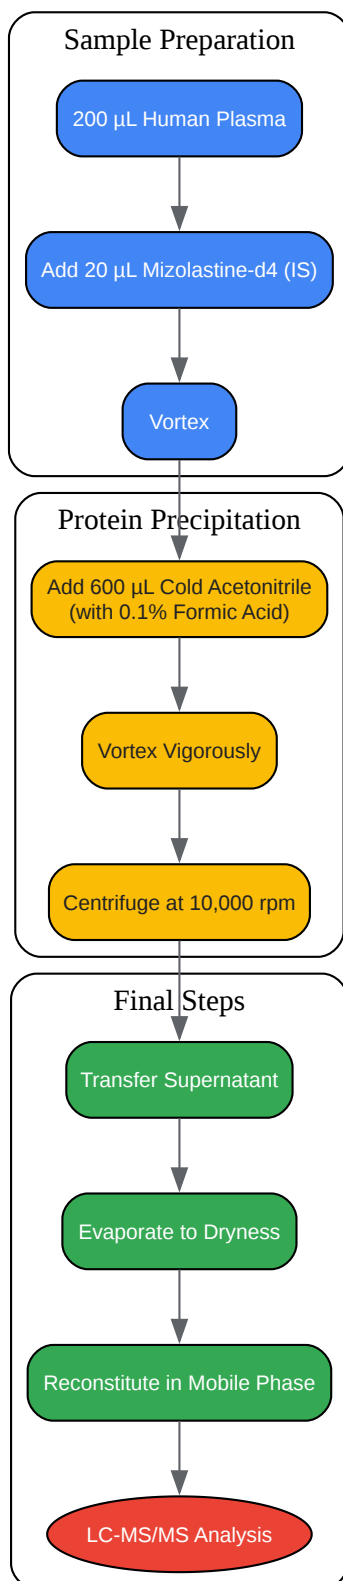 Sample Preparation
200 µL Human Plasma
Add 20 µL Mizolastine-d4 (IS)
Vortex
Protein Precipitation
Add 600 µL Cold Acetonitrile
(with 0.1% Formic Acid)
Vortex Vigorously
Centrifuge at 10,000 rpm
Final Steps
Transfer Supernatant
Evaporate to Dryness
Reconstitute in Mobile Phase
LC-MS/MS Analysis